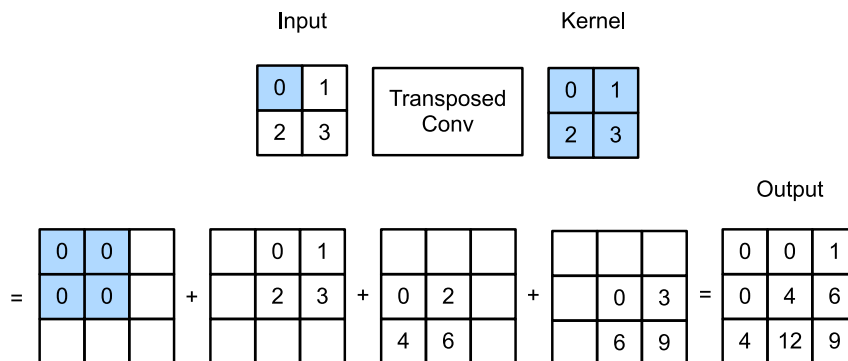 Input Kernel
0 1
2 3
Transposed
Conv
0 1
2 3
Output
0 0 0 1 0 0 1
= 0 0 + 2 3 + 0 2 + 0 3 = 0 4 6
4 6 6 9 4 12 9